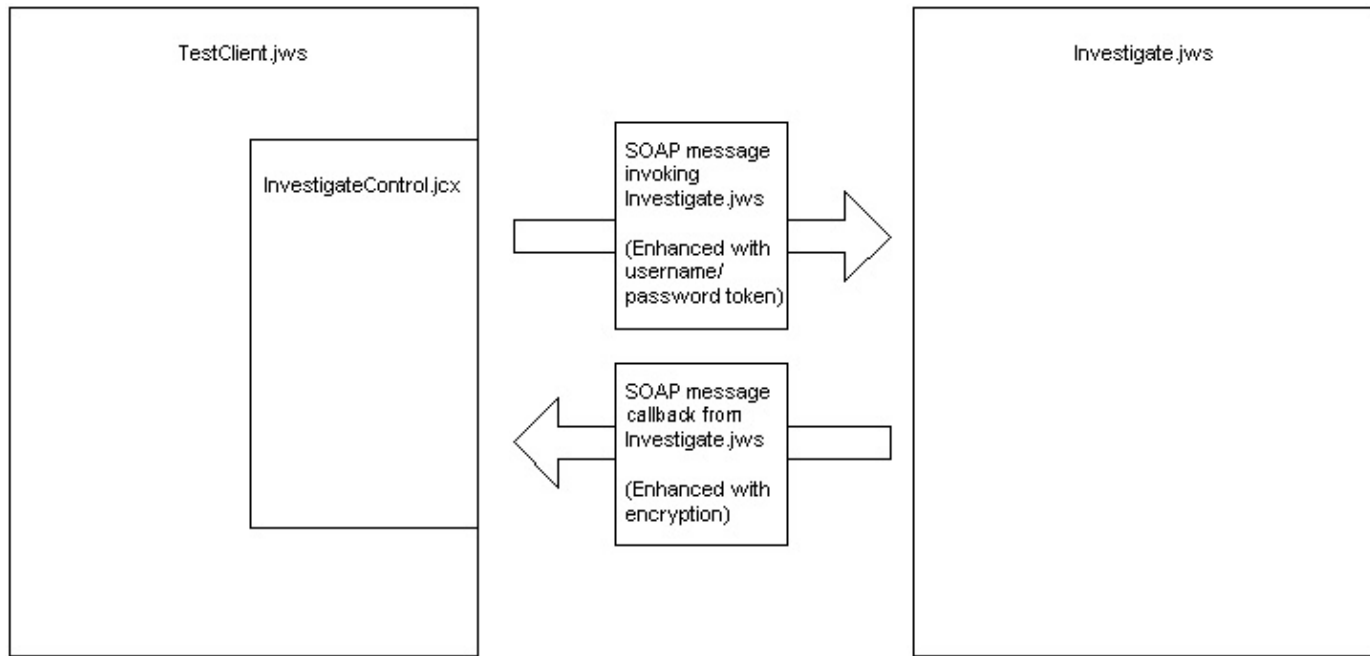 TestClient.jws
Investigate.jws
InvestigateControl.jcx
SOAP message
invoking
Investigate.jws
(Enhanced with
username/
password token)
SOAP message
callback from
Investigate.jws
(Enhanced with
encryption)